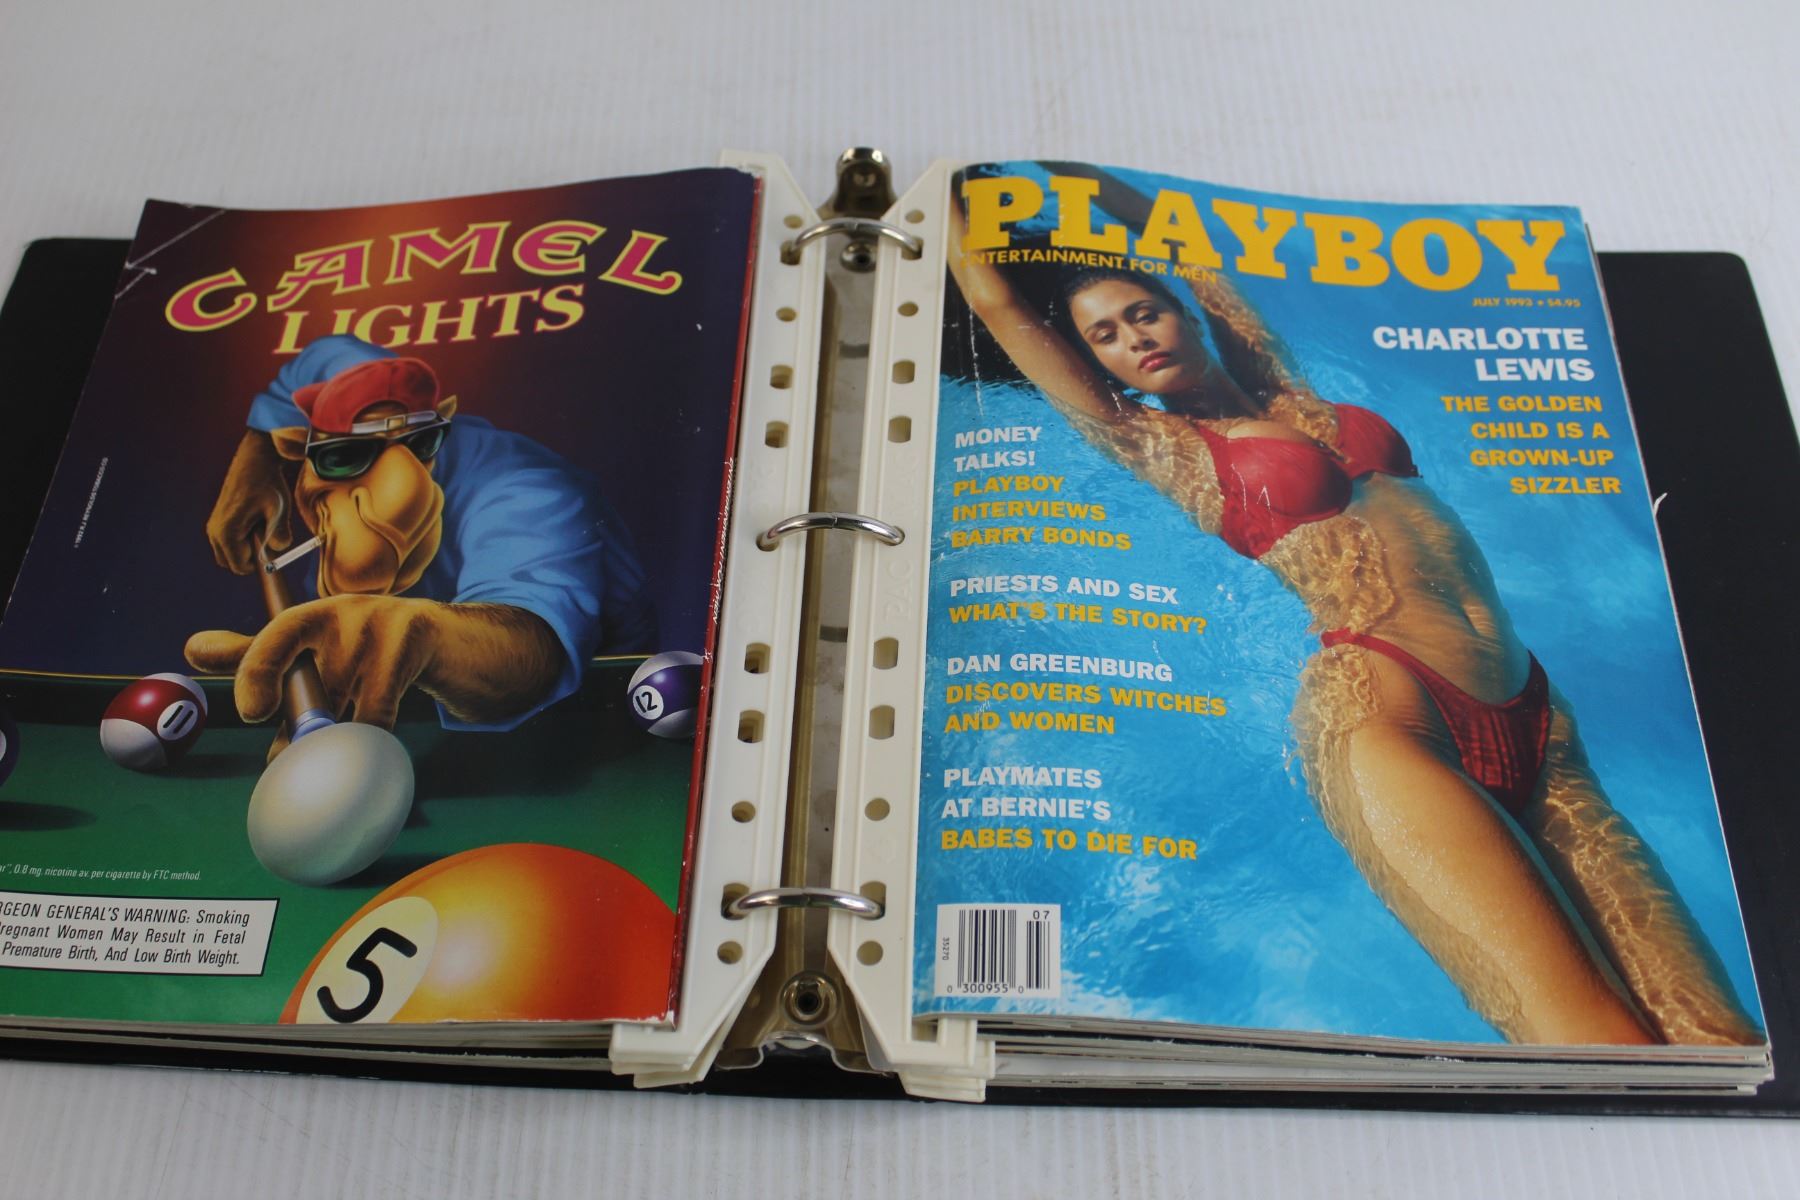 CAMEL
LIGHTS
11
12
5
", 0.8 mg. nicotine av. per cigarette by FTC method.
GENERAL'S WARNING: Smoking
Women May Result in Fetal
Premature Birth, And Low Birth Weight.
PLAYBOY
ENTERTAINMENT FOR MEN
JULY 1993 • $4.95
CHARLOTTE
LEWIS
THE GOLDEN
CHILD IS A
GROWN-UP
SIZZLER
MONEY
TALKS!
PLAYBOY
INTERVIEWS
BARRY BONDS
PRIESTS AND SEX
WHAT'S THE STORY?
DAN GREENBURG
DISCOVERS WITCHES
AND WOMEN
PLAYMATES
AT BERNIE'S
BABES TO DIE FOR
07
35270
0 300955 0